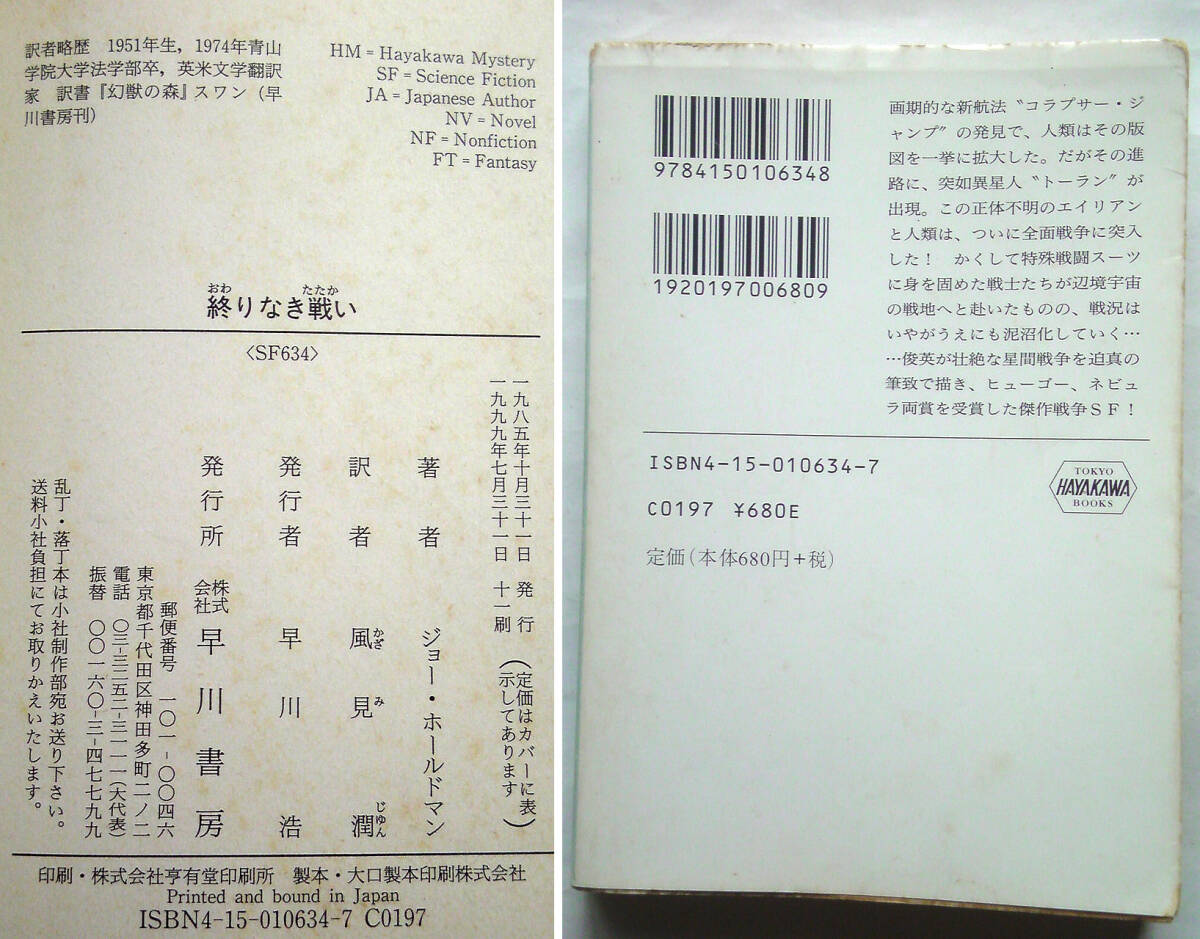 訳者略歴 1951年生,1974年青山
学院大学法学部卒,英米文学翻訳
家 訳書『幻獣の森』スワン(早
川書房刊)
HM = Hayakawa Mystery
SF = Science Fiction
JA = Japanese Author
NV = Novel
NF = Nonfiction
FT = Fantasy
おわ たたか
終りなき戦い
〈SF634〉
一九八五年十月三十一日 発行
一九九九年七月三十一日 十一刷
(定価はカバーに表
示してあります)
著者 ジョー・ホールドマン
訳者 風見潤
かざ み じゅん
発行者 早川浩
発行所 株式会社 早川書房
郵便番号 一〇一-〇〇四六
東京都千代田区神田多町二ノ二
電話 〇三-三二五二-三一一一(大代表)
振替 〇〇一六〇-三-四七七九九
乱丁・落丁本は小社制作部宛お送り下さい。
送料小社負担にてお取りかえいたします。
印刷・株式会社亨有堂印刷所 製本・大口製本印刷株式会社
Printed and bound in Japan
ISBN4-15-010634-7 C0197
9784150106348
1920197006809
画期的な新航法〝コラプサー・ジ
ャンプ〟の発見で、人類はその版
図を一挙に拡大した。だがその進
路に、突如異星人〝トーラン〟が
出現。この正体不明のエイリアン
と人類は、ついに全面戦争に突入
した! かくして特殊戦闘スーツ
に身を固めた戦士たちが辺境宇宙
の戦地へと赴いたものの、戦況は
いやがうえにも泥沼化していく…
…俊英が壮絶な星間戦争を迫真の
筆致で描き、ヒューゴー、ネビュ
ラ両賞を受賞した傑作戦争SF!
ISBN4-15-010634-7
C0197 ¥680E
定価(本体680円+税)
TOKYO
HAYAKAWA
BOOKS